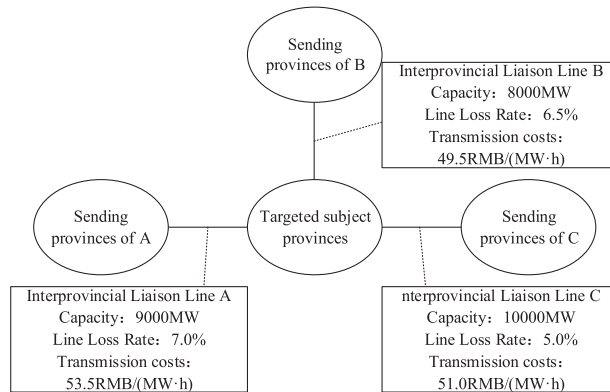 Sending
provinces of B
Interprovincial Liaison Line B
Capacity：8000MW
Line Loss Rate：6.5%
Transmission costs：
49.5RMB/(MW·h)
Sending
provinces of A
Targeted subject
provinces
Sending
provinces of C
Interprovincial Liaison Line A
Capacity：9000MW
Line Loss Rate：7.0%
Transmission costs：
53.5RMB/(MW·h)
nterprovincial Liaison Line C
Capacity：10000MW
Line Loss Rate：5.0%
Transmission costs：
51.0RMB/(MW·h)